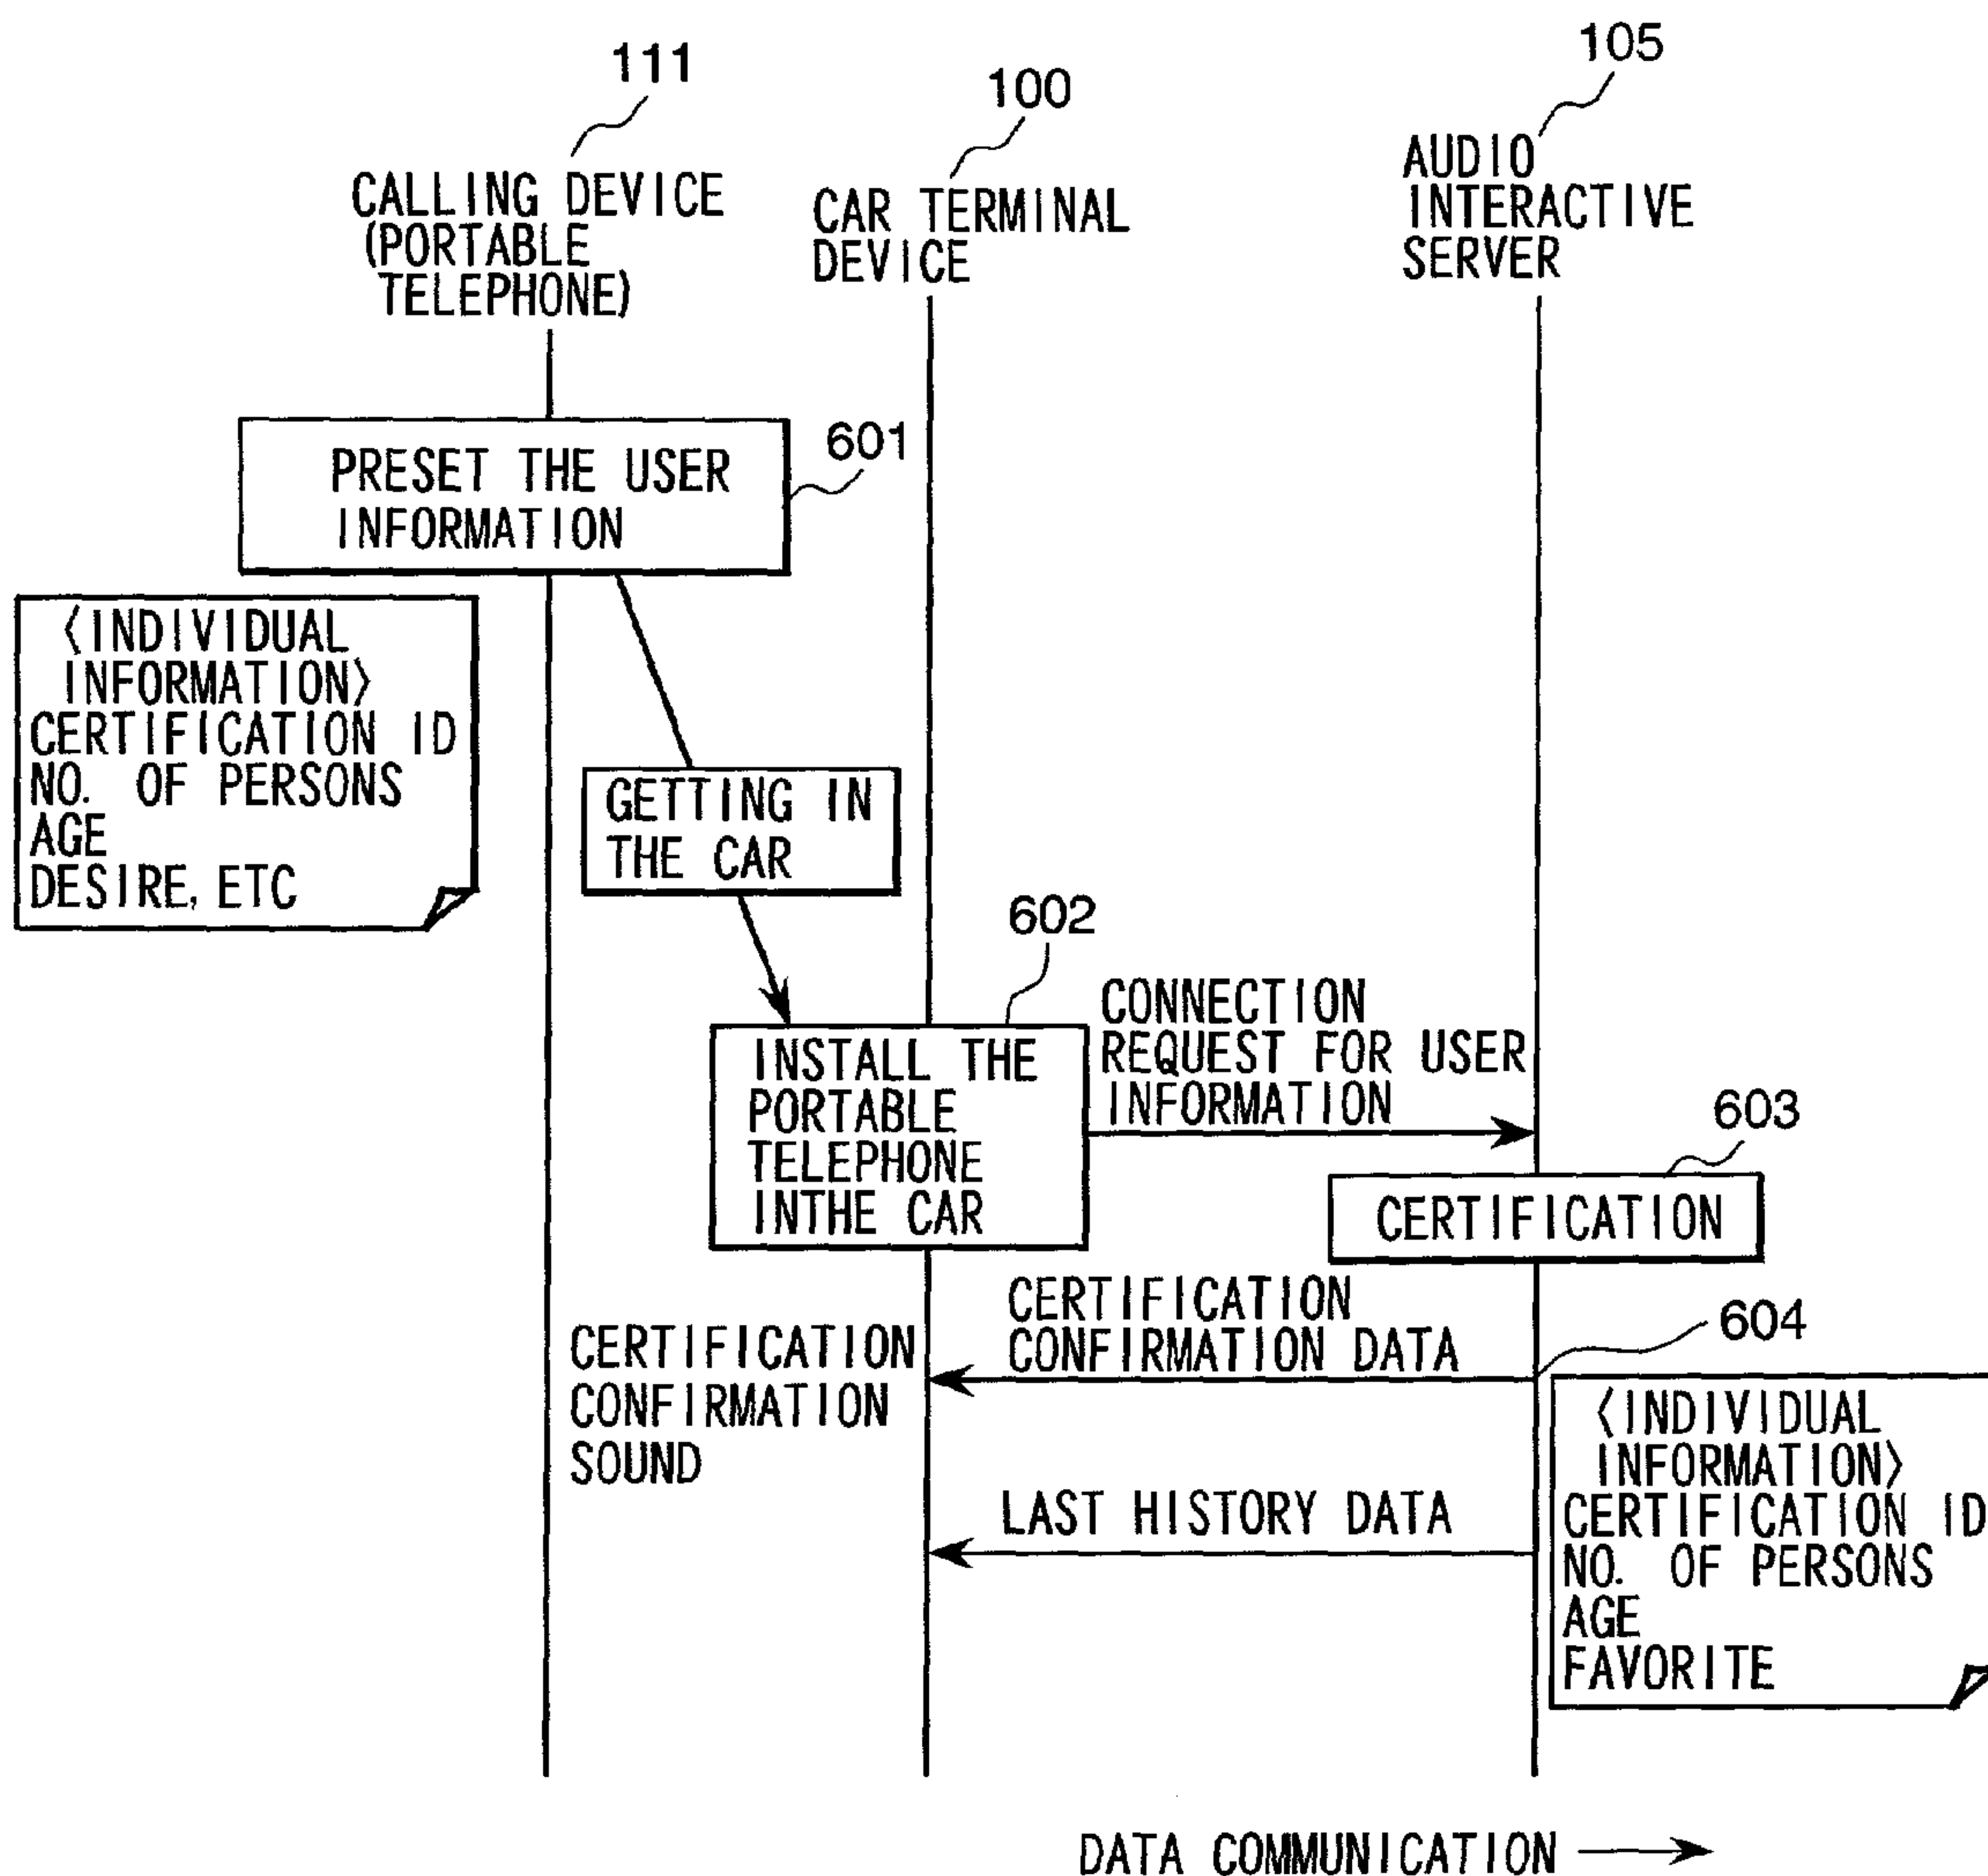 111
CALLING DEVICE
(PORTABLE
TELEPHONE)
100
CAR TERMINAL
DEVICE
105
AUDIO
INTERACTIVE
SERVER
601
PRESET THE USER
INFORMATION
<INDIVIDUAL
INFORMATION>
CERTIFICATION ID
NO. OF PERSONS
AGE
DESIRE, ETC
GETTING IN
THE CAR
602
INSTALL THE
PORTABLE
TELEPHONE
INTHE CAR
CONNECTION
REQUEST FOR USER
INFORMATION
603
CERTIFICATION
CERTIFICATION
CONFIRMATION DATA
604
CERTIFICATION
CONFIRMATION
SOUND
LAST HISTORY DATA
<INDIVIDUAL
INFORMATION>
CERTIFICATION ID
NO. OF PERSONS
AGE
FAVORITE
DATA COMMUNICATION